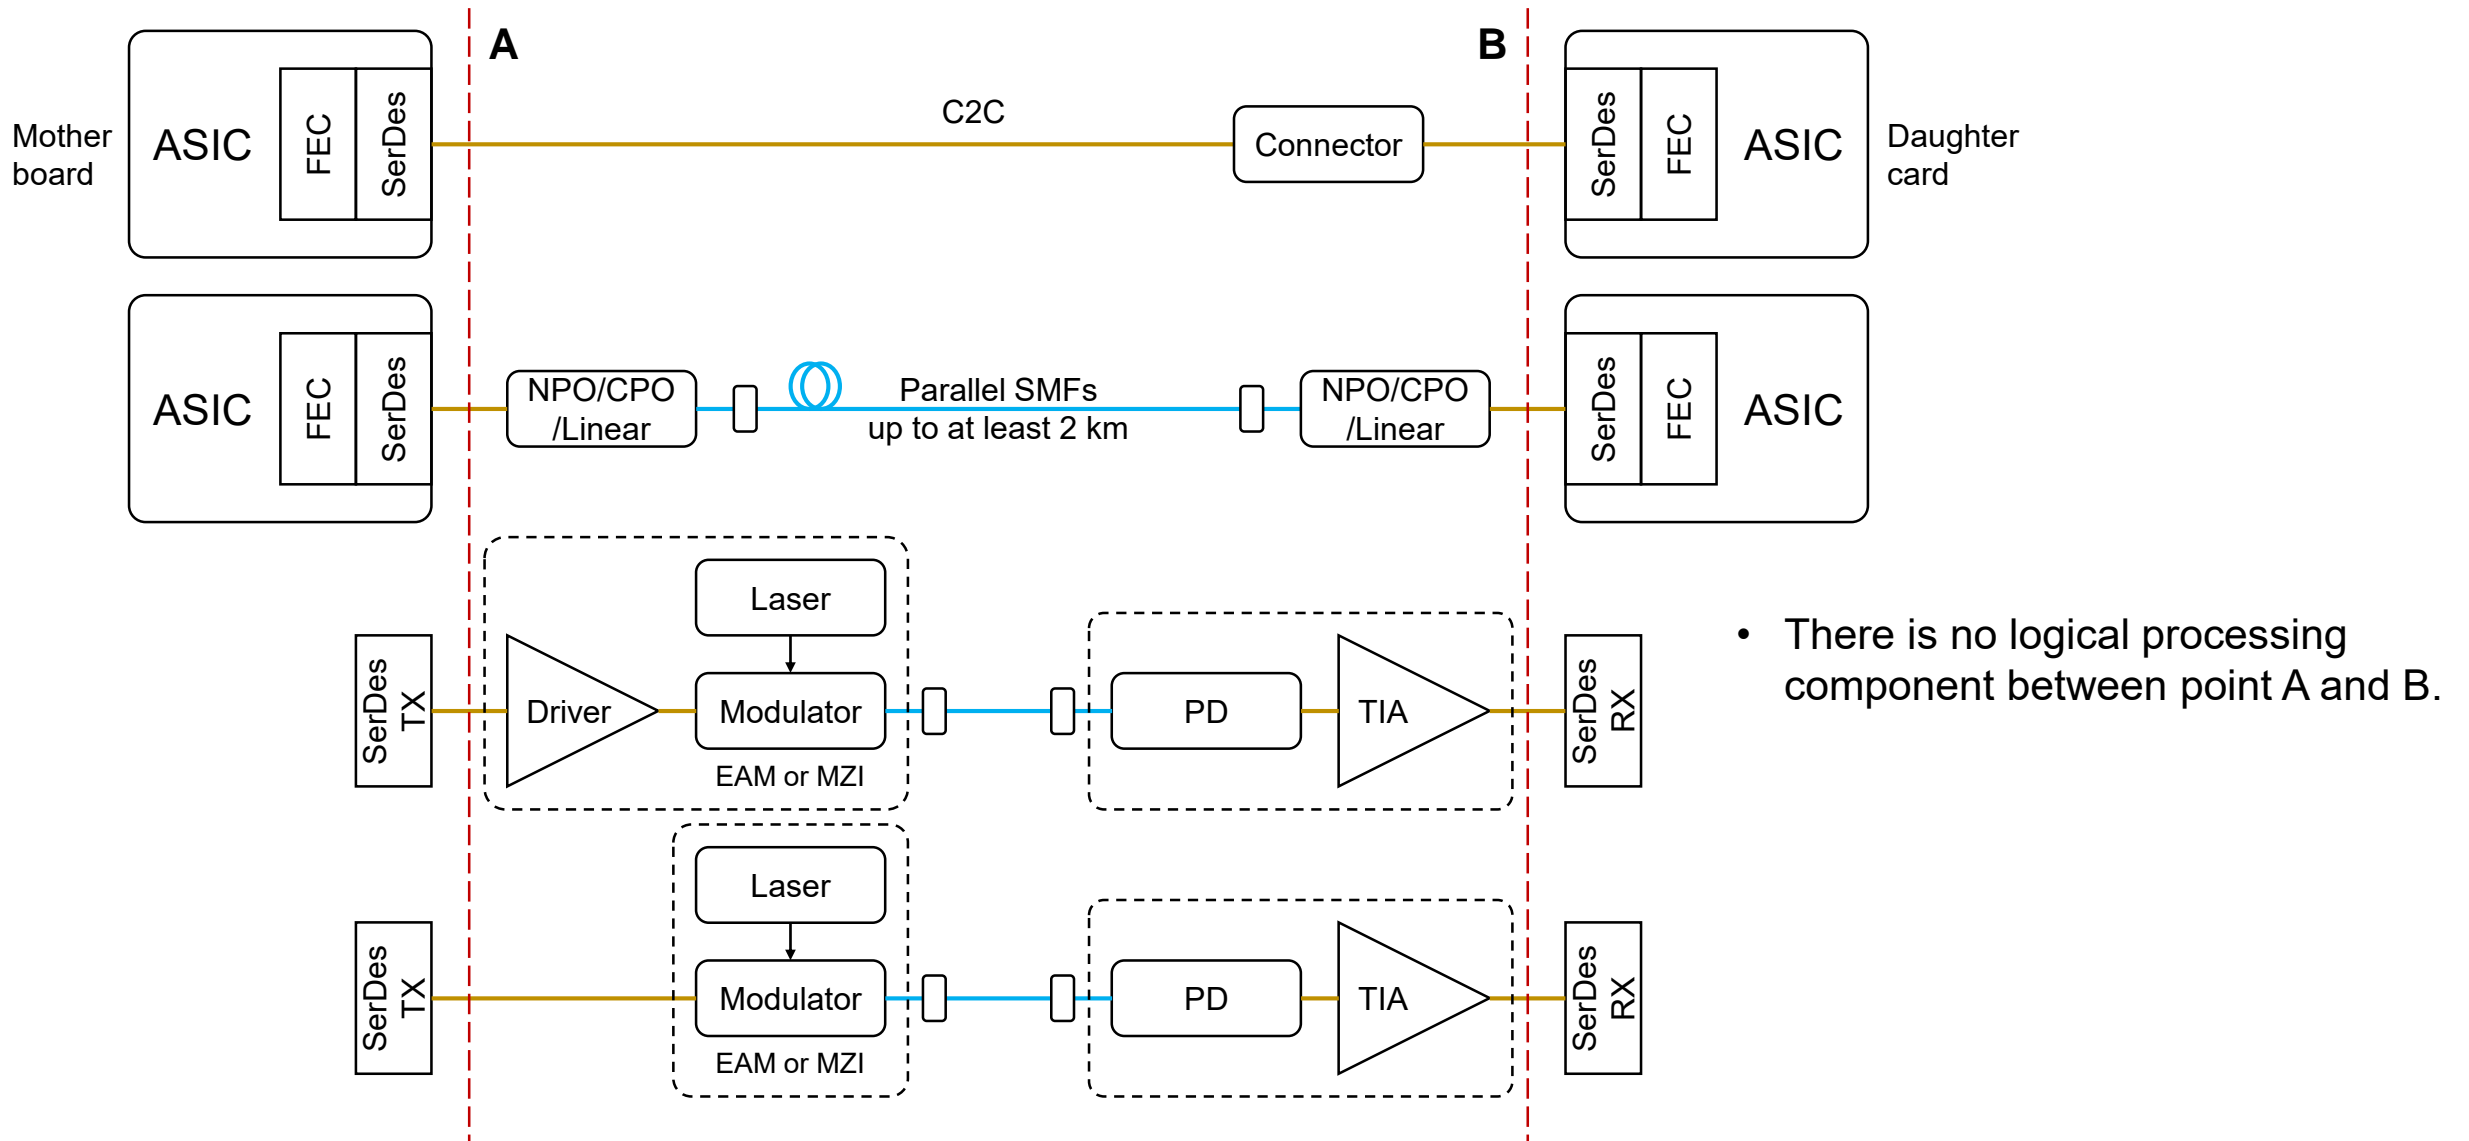 A
B
Mother
board
ASIC
FEC
SerDes
C2C
Connector
SerDes
FEC
ASIC
Daughter
card
ASIC
FEC
SerDes
NPO/CPO
/Linear
Parallel SMFs
up to at least 2 km
NPO/CPO
/Linear
SerDes
FEC
ASIC
SerDes
TX
Driver
Laser
Modulator
EAM or MZI
PD
TIA
SerDes
RX
• There is no logical processing
component between point A and B.
SerDes
TX
Laser
Modulator
EAM or MZI
PD
TIA
SerDes
RX